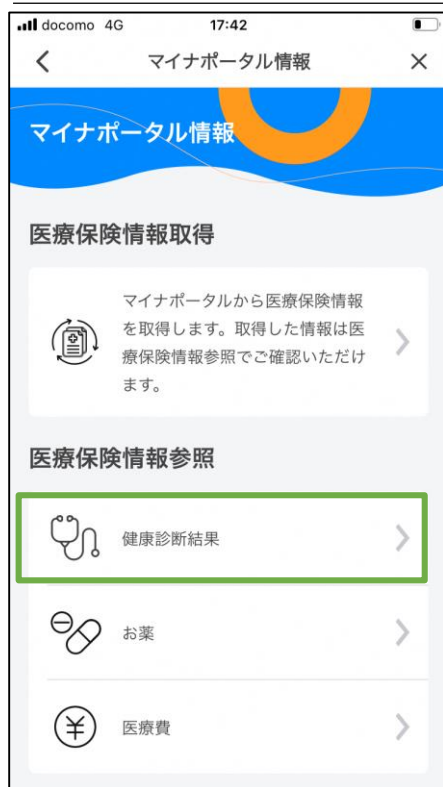 docomo 4G 17:42
マイナポータル情報
マイナポータル情報
医療保険情報取得
マイナポータルから医療保険情報
を取得します。取得した情報は医
療保険情報参照でご確認いただけ
ます。
医療保険情報参照
健康診断結果
お薬
¥ 医療費